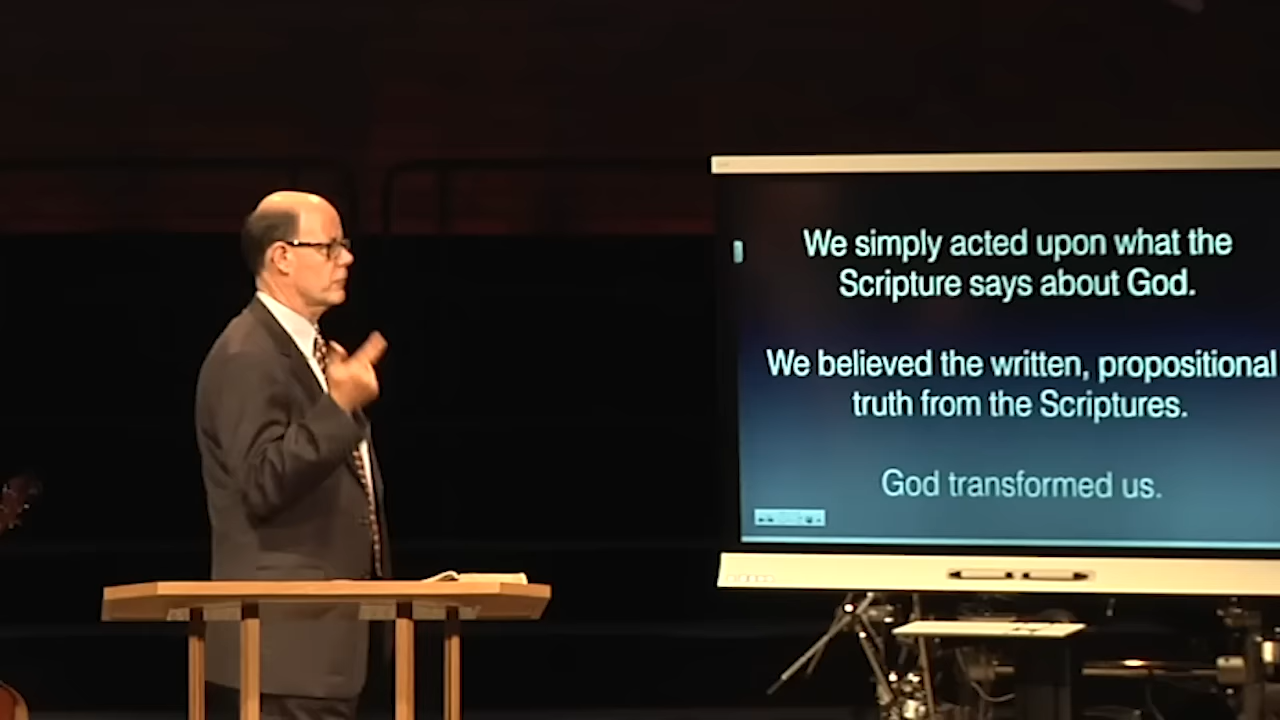 We simply acted upon what the
Scripture says about God.
We believed the written, propositional
truth from the Scriptures.
God transformed us.